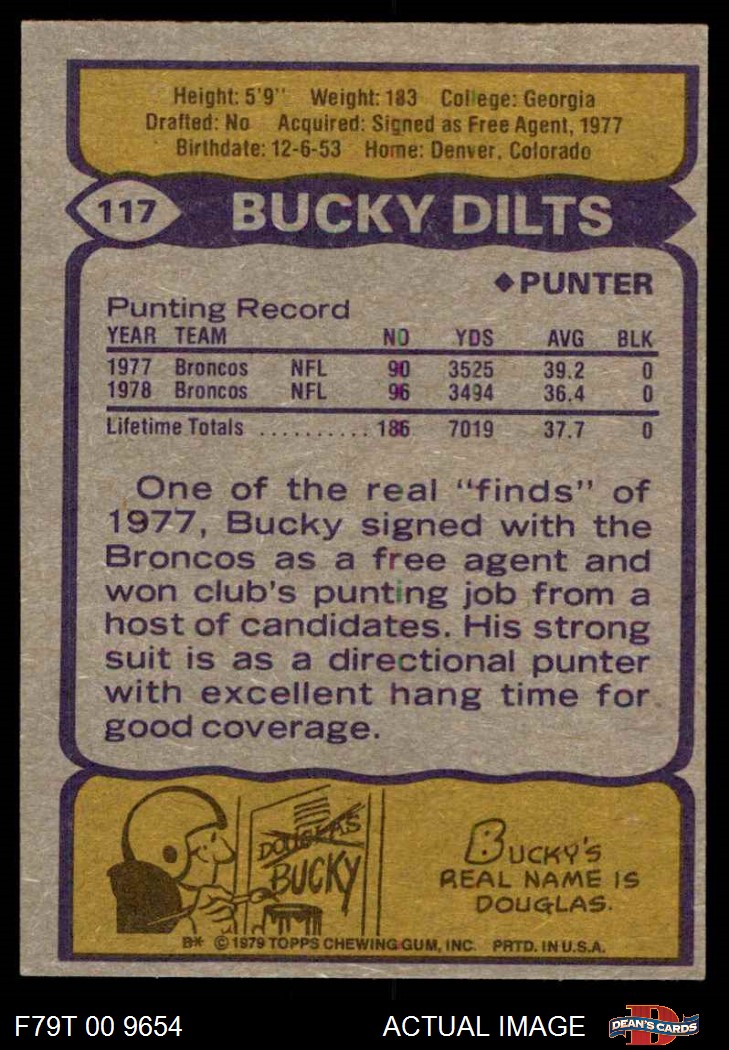 Height: 5'9" Weight: 183 College: Georgia
Drafted: No Acquired: Signed as Free Agent, 1977
Birthdate: 12-6-53 Home: Denver, Colorado
117 BUCKY DILTS
◆PUNTER
Punting Record
YEAR TEAM NO YDS AVG BLK
1977 Broncos NFL 90 3525 39.2 0
1978 Broncos NFL 96 3494 36.4 0
Lifetime Totals .......... 186 7019 37.7 0
One of the real "finds" of
1977, Bucky signed with the
Broncos as a free agent and
won club's punting job from a
host of candidates. His strong
suit is as a directional punter
with excellent hang time for
good coverage.
DOUGLAS
BUCKY
BUCKY'S
REAL NAME IS
DOUGLAS.
B* © 1979 TOPPS CHEWING GUM, INC. PRTD. IN U.S.A.
F79T 00 9654 ACTUAL IMAGE D DEAN'S CARDS